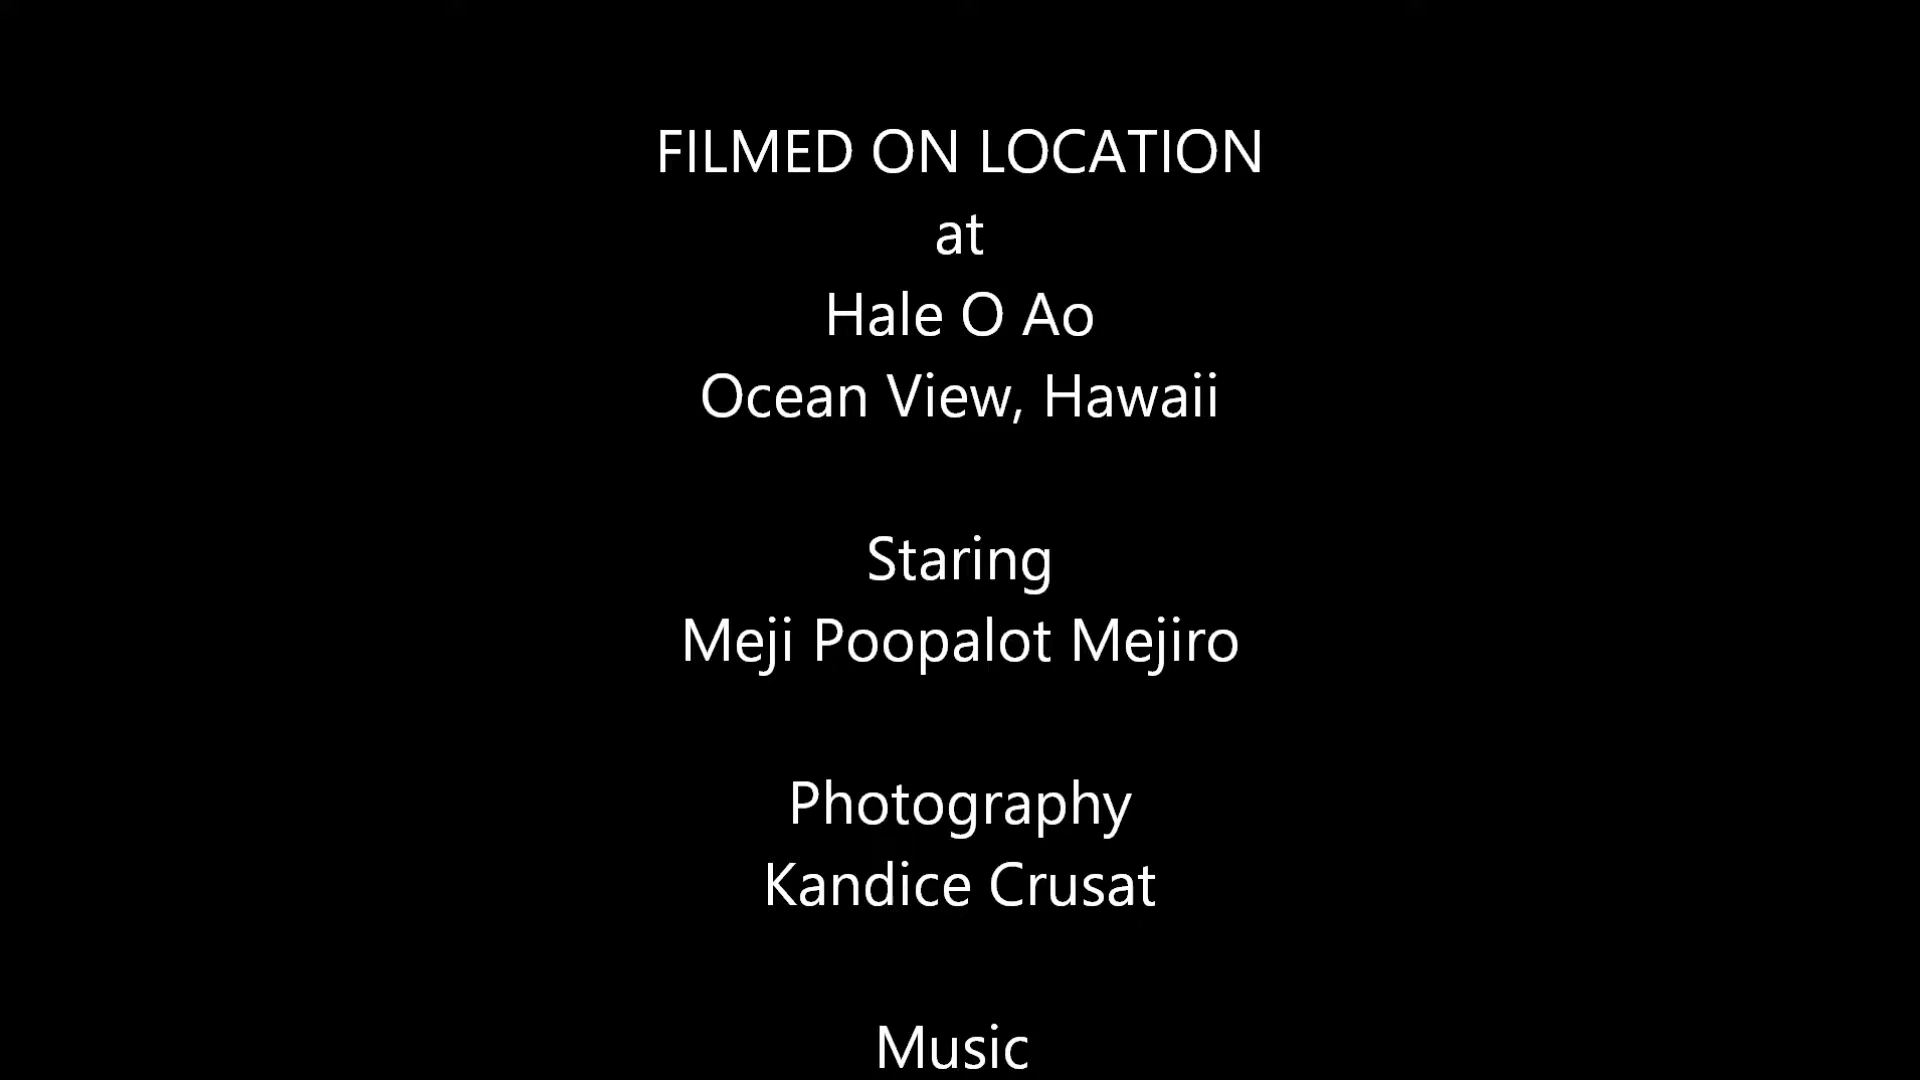 FILMED ON LOCATION
at
Hale O Ao
Ocean View, Hawaii
Staring
Meji Poopalot Mejiro
Photography
Kandice Crusat
Music